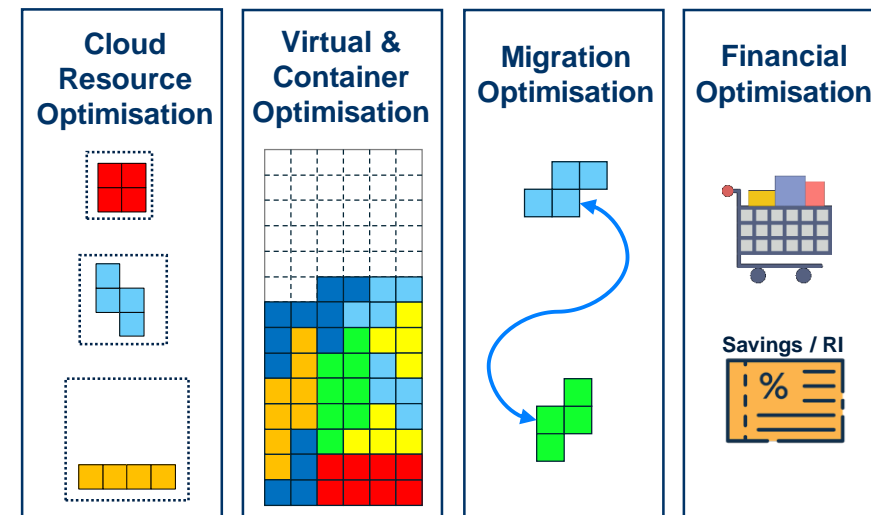 Cloud
Resource
Optimisation
Virtual &
Container
Optimisation
Migration
Optimisation
Financial
Optimisation
Savings / RI
%